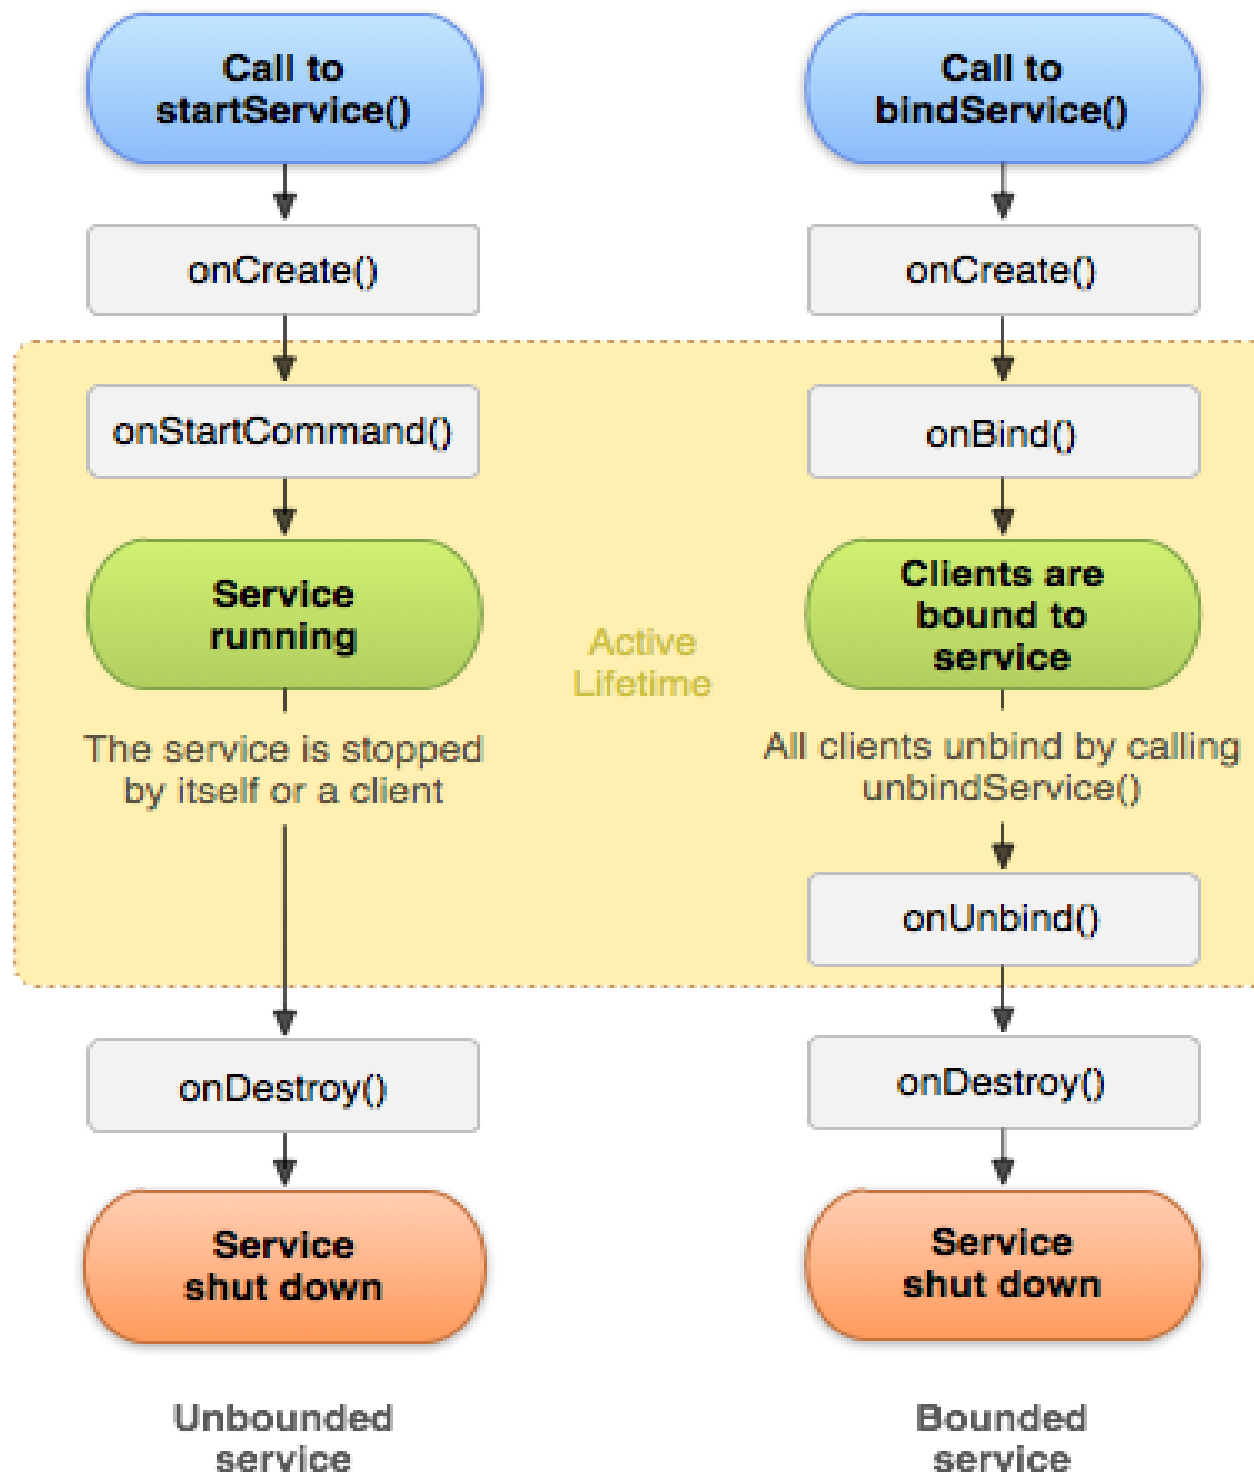 Call to
startService()
onCreate()
onStartCommand()
Service
running
The service is stopped
by itself or a client
onDestroy()
Service
shut down
Unbounded
service
Active
Lifetime
Call to
bindService()
onCreate()
onBind()
Clients are
bound to
service
All clients unbind by calling
unbindService()
onUnbind()
onDestroy()
Service
shut down
Bounded
service